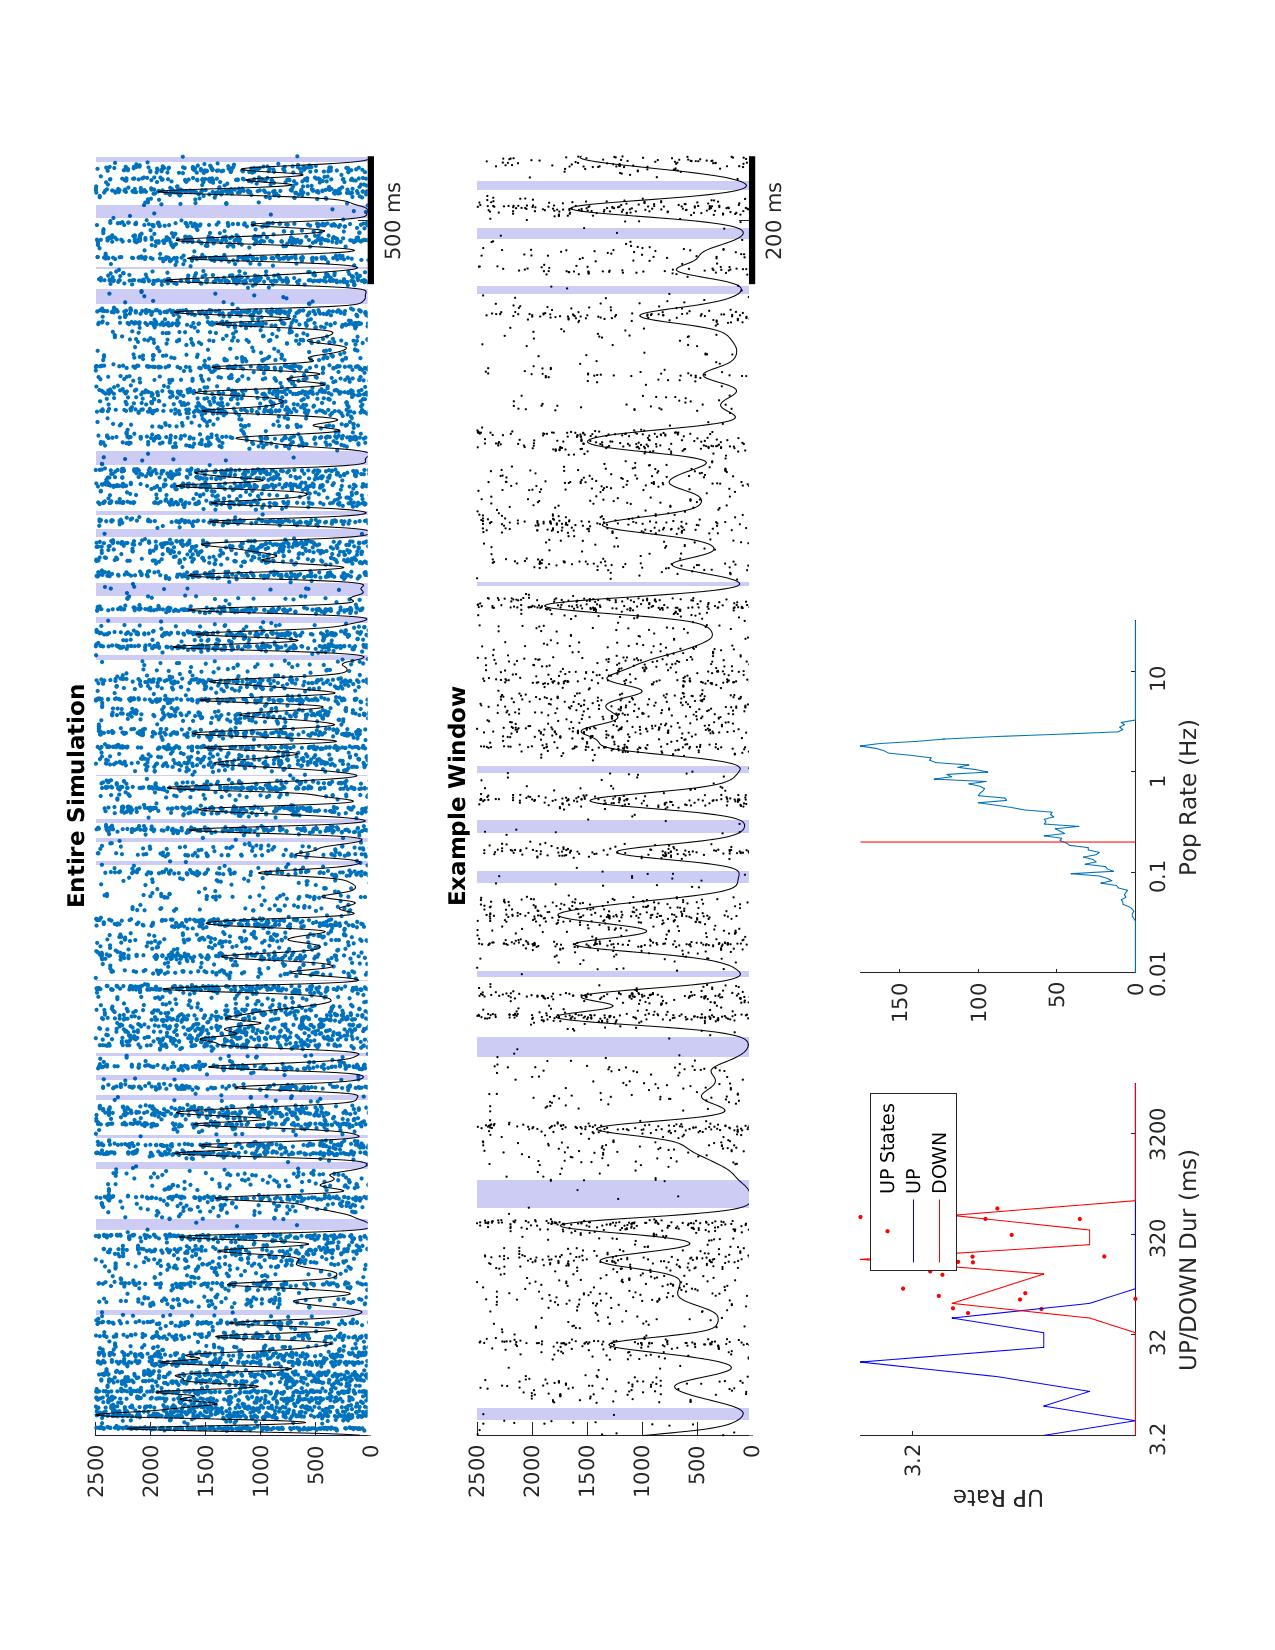 Entire Simulation
2500
2000
1500
1000
500
0
500 ms
Example Window
2500
2000
1500
1000
500
0
200 ms
UP Rate
3.2
UP States
UP
DOWN
3.2 32 320 3200
UP/DOWN Dur (ms)
150
100
50
0
0.01 0.1 1 10
Pop Rate (Hz)